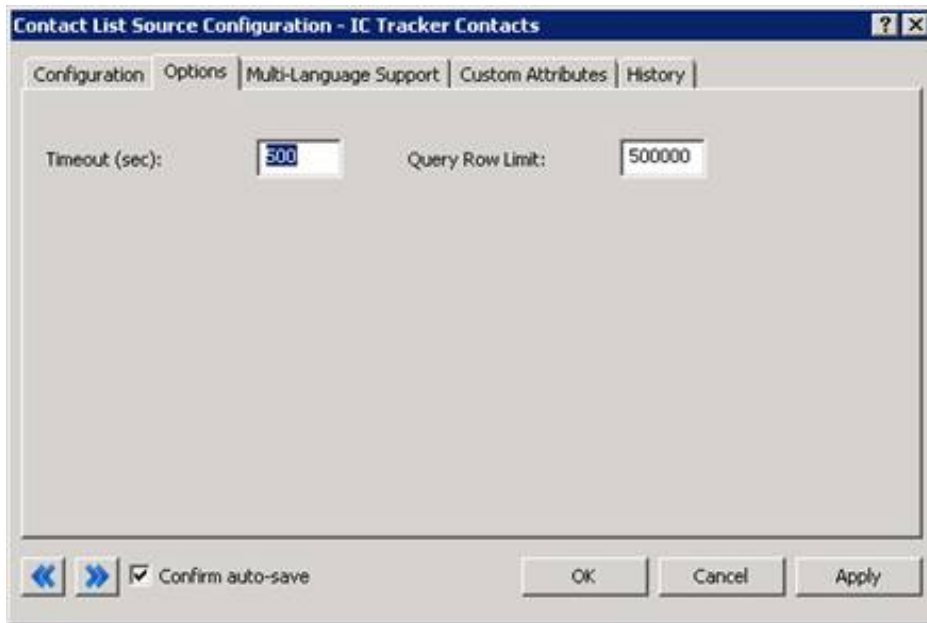 Contact List Source Configuration - IC Tracker Contacts
Configuration Options Multi-Language Support Custom Attributes History
Timeout (sec): 500 Query Row Limit: 500000
Confirm auto-save OK Cancel Apply